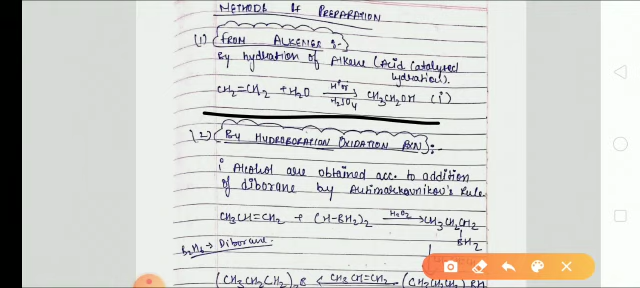 METHODS OF PREPARATION
(1) FROM ALKENES :-
By hydration of Alkene (Acid Catalysed
hydration).
CH2=CH2 + H2O H+ or H2SO4 → CH3CH2OH (i)
(2) By HYDROBORATION OXIDATION RXN :-
i Alcohol are obtained acc. to addition
of diborane by Antimarkovnikov's Rule
CH3CH=CH2 + (H-BH2)2 H2O2 → CH3CH2CH2
BH2
B2H6 → Diborane.
(CH3CH2CH2)3B ← CH3CH=CH2 (CH3CH2CH2)2BH